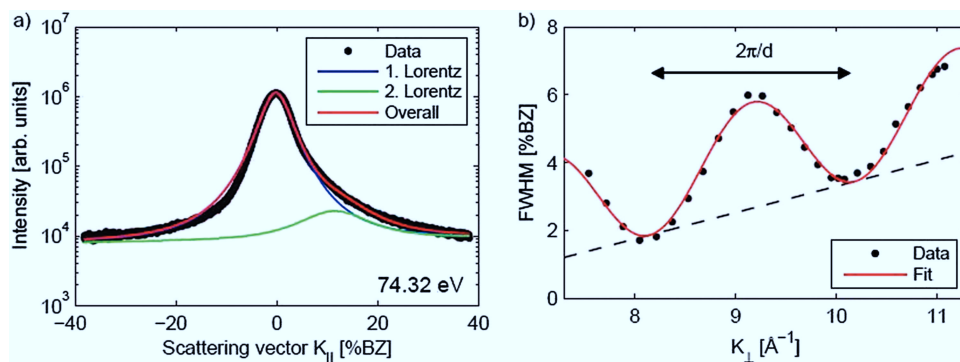 a)
10^7
10^6
10^5
10^4
10^3
Intensity [arb. units]
Data
1. Lorentz
2. Lorentz
Overall
74.32 eV
−40
−20
0
20
40
Scattering vector K_|| [%BZ]
b)
8
6
4
2
0
FWHM [%BZ]
2π/d
Data
Fit
8
9
10
11
K_⊥ [Å^-1]